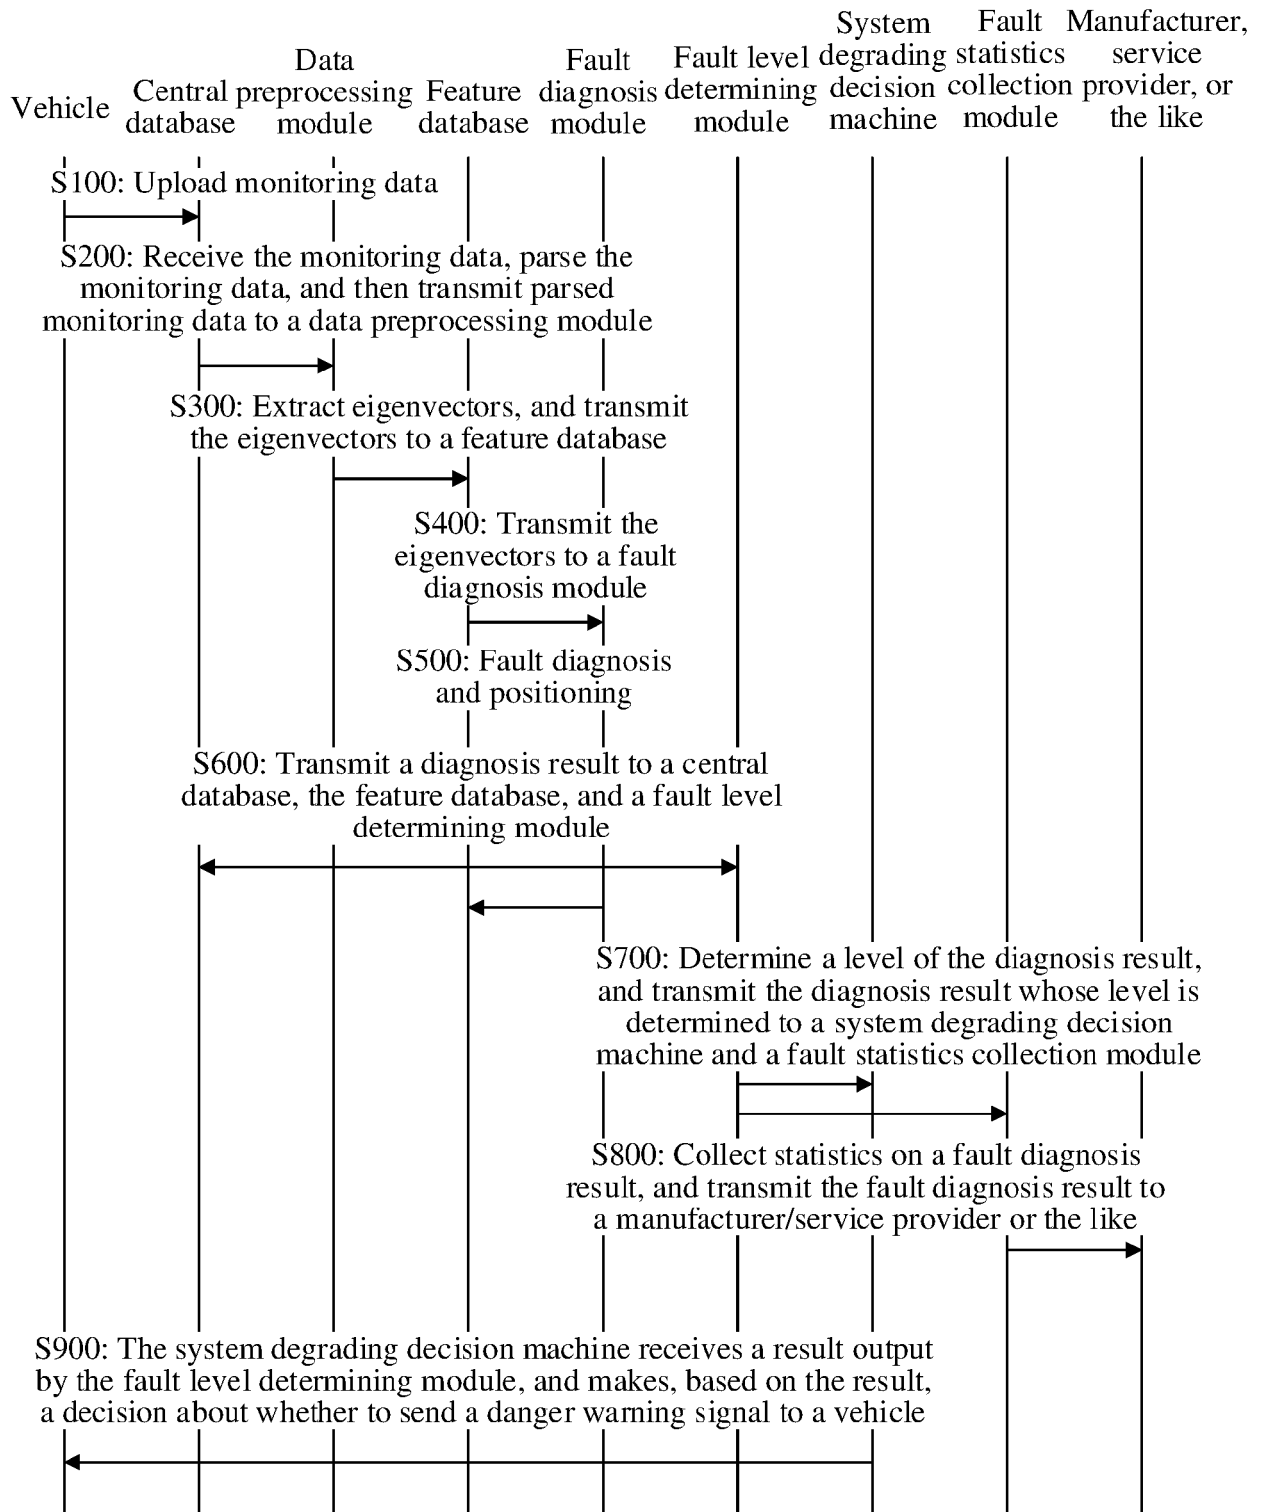 Vehicle
Central
database
Data
preprocessing
module
Feature
database
Fault
diagnosis
module
Fault level
determining
module
System
degrading
decision
machine
Fault
statistics
collection
module
Manufacturer,
service
provider, or
the like
S100: Upload monitoring data
S200: Receive the monitoring data, parse the
monitoring data, and then transmit parsed
monitoring data to a data preprocessing module
S300: Extract eigenvectors, and transmit
the eigenvectors to a feature database
S400: Transmit the
eigenvectors to a fault
diagnosis module
S500: Fault diagnosis
and positioning
S600: Transmit a diagnosis result to a central
database, the feature database, and a fault level
determining module
S700: Determine a level of the diagnosis result,
and transmit the diagnosis result whose level is
determined to a system degrading decision
machine and a fault statistics collection module
S800: Collect statistics on a fault diagnosis
result, and transmit the fault diagnosis result to
a manufacturer/service provider or the like
S900: The system degrading decision machine receives a result output
by the fault level determining module, and makes, based on the result,
a decision about whether to send a danger warning signal to a vehicle